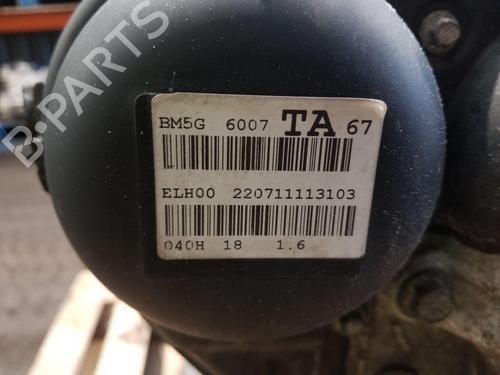 BM5G 6007 TA 67
ELH00 220711113103
040H 18 1.6
B-PARTS